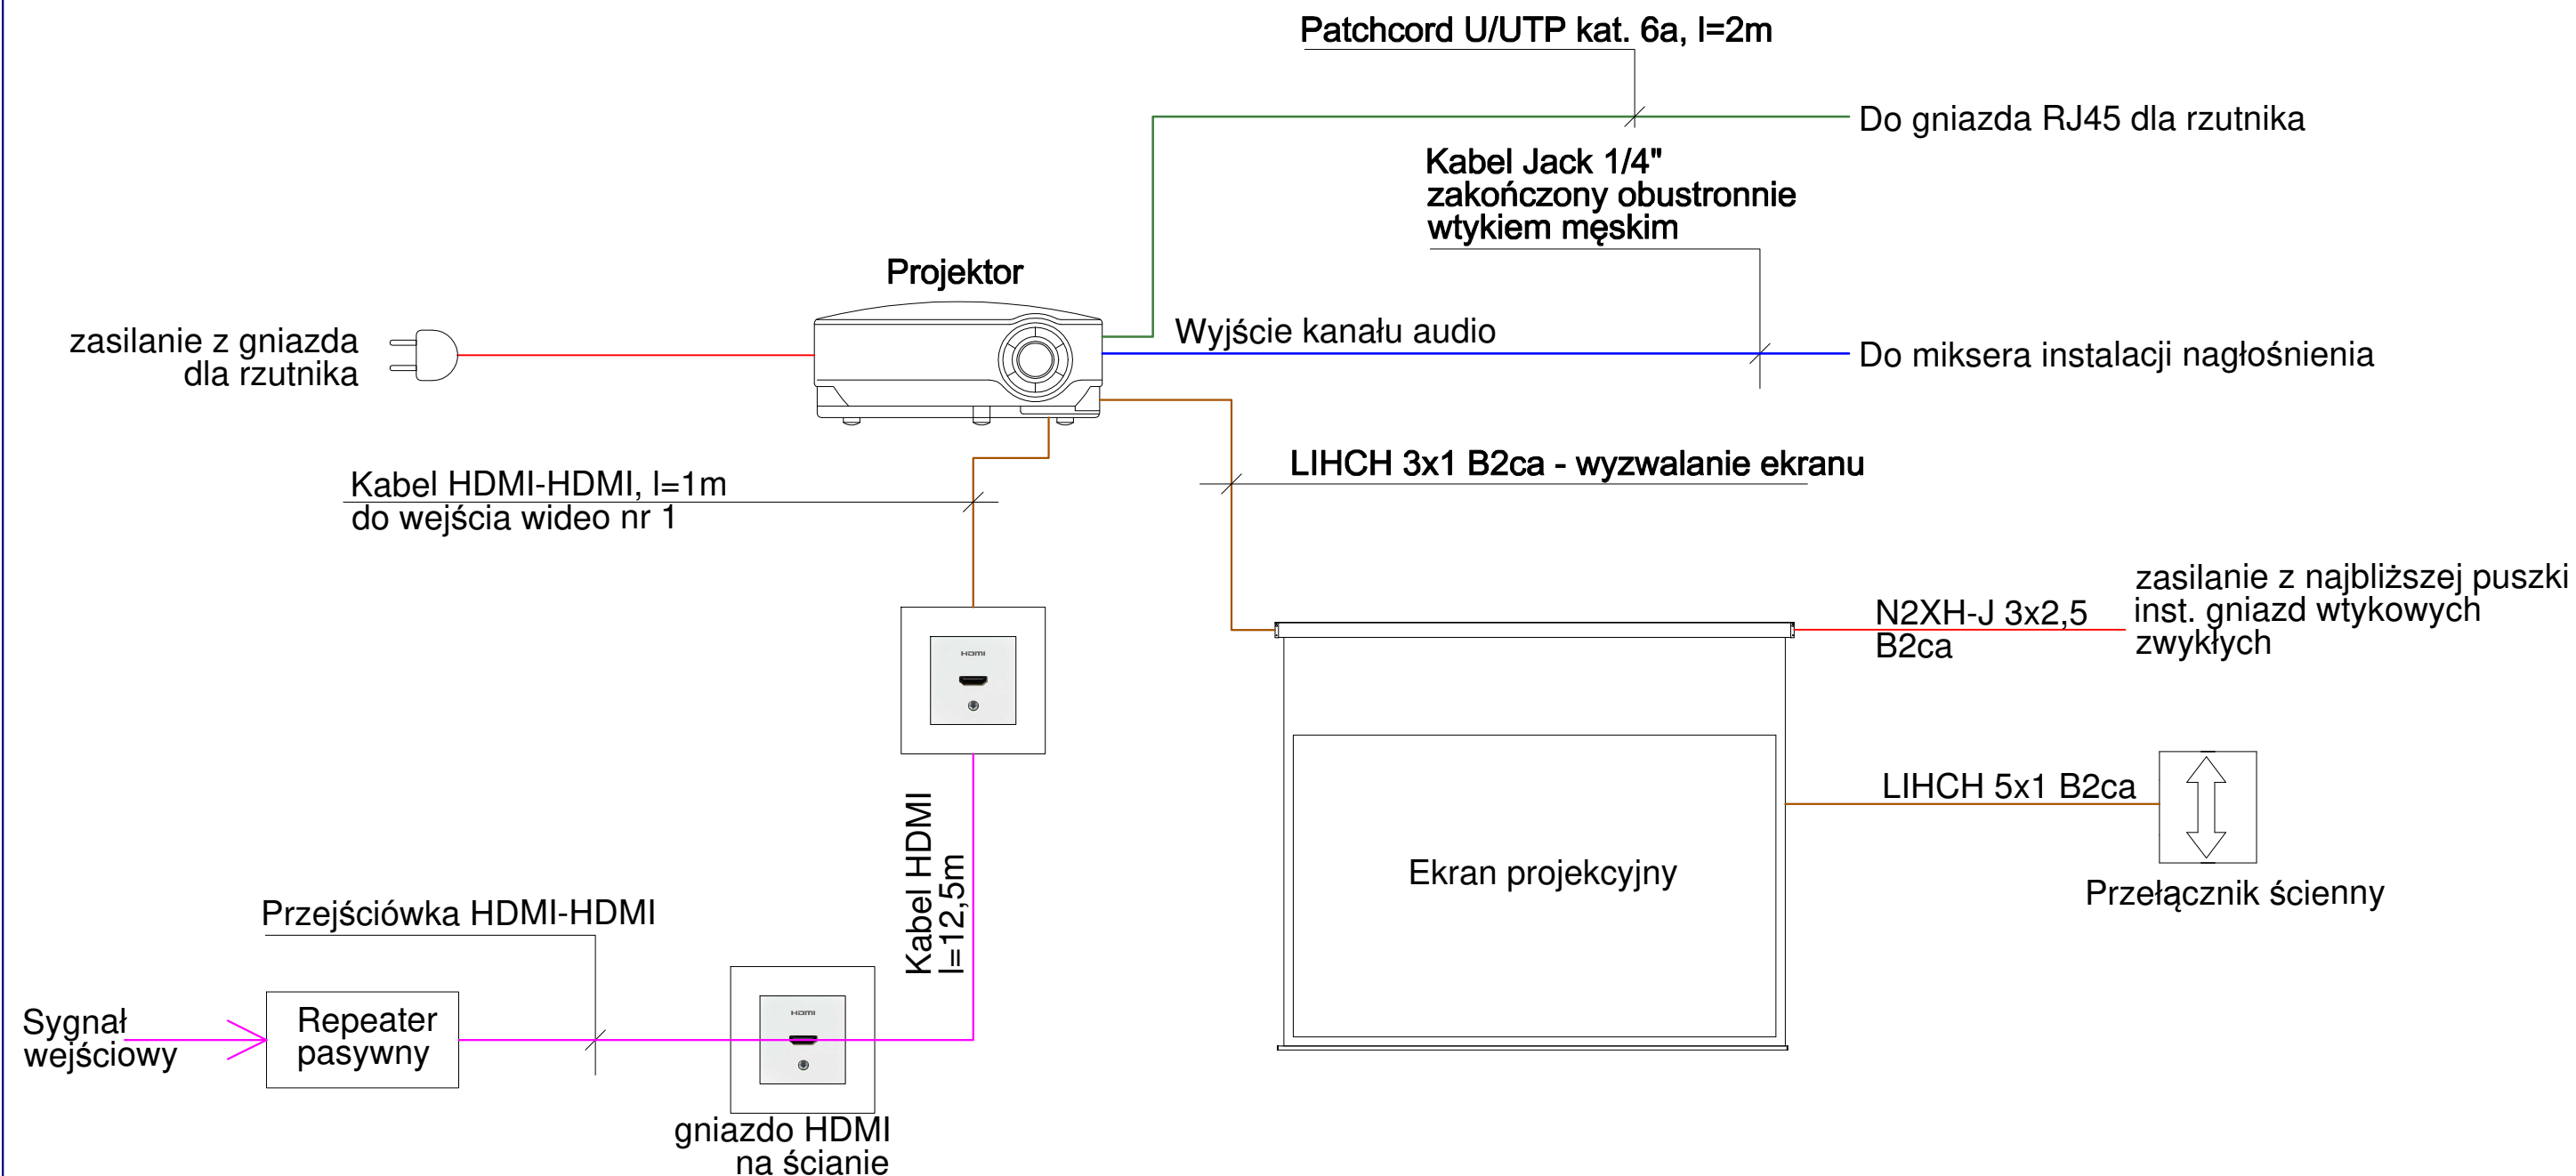 Patchcord U/UTP kat. 6a, l=2m
Do gniazda RJ45 dla rzutnika
Kabel Jack 1/4"
zakończony obustronnie
wtykiem męskim
Projektor
zasilanie z gniazda
dla rzutnika
Wyjście kanału audio
Do miksera instalacji nagłośnienia
Kabel HDMI-HDMI, l=1m
do wejścia wideo nr 1
LIHCH 3x1 B2ca - wyzwalanie ekranu
N2XH-J 3x2,5
B2ca
zasilanie z najbliższej puszki
inst. gniazd wtykowych
zwykłych
HDMI
LIHCH 5x1 B2ca
Kabel HDMI
l=12,5m
Ekran projekcyjny
Przełącznik ścienny
Przejściówka HDMI-HDMI
Sygnał
wejściowy
Repeater
pasywny
HDMI
gniazdo HDMI
na ścianie